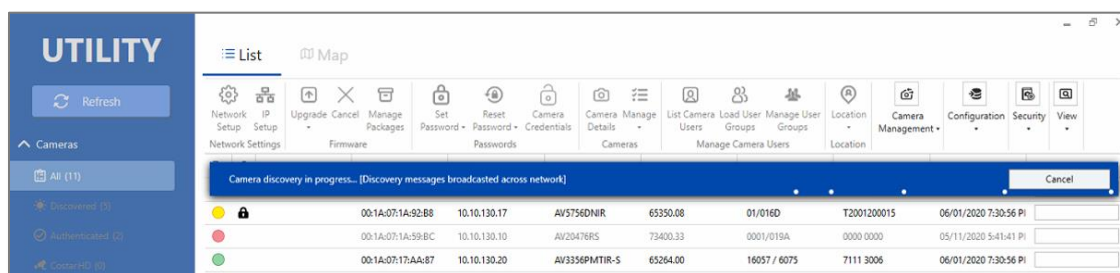 UTILITY
Refresh
Cameras
All (11)
Discovered (3)
Authenticated (2)
CostarHD (0)
List
Map
Network Setup
IP Setup
Network Settings
Upgrade
Cancel
Manage Packages
Firmware
Set Password
Reset Password
Camera Credentials
Passwords
Camera Details
Manage
Cameras
List Camera Users
Load User Groups
Manage User Groups
Manage Camera Users
Location
Location
Camera Management
Configuration
Security
View
Camera discovery in progress... [Discovery messages broadcasted across network]
Cancel
00:1A:07:1A:92:B8 10.10.130.17 AV5756DNIR 65350.08 01/016D T2001200015 06/01/2020 7:30:56 P
00:1A:07:1A:59:BC 10.10.130.10 AV20476RS 73400.33 0001/019A 0000 0000 05/11/2020 5:41:41 P
00:1A:07:17:AA:87 10.10.130.20 AV3356PMTIR-S 65264.00 16057 / 6075 7111 3006 06/01/2020 7:30:56 P